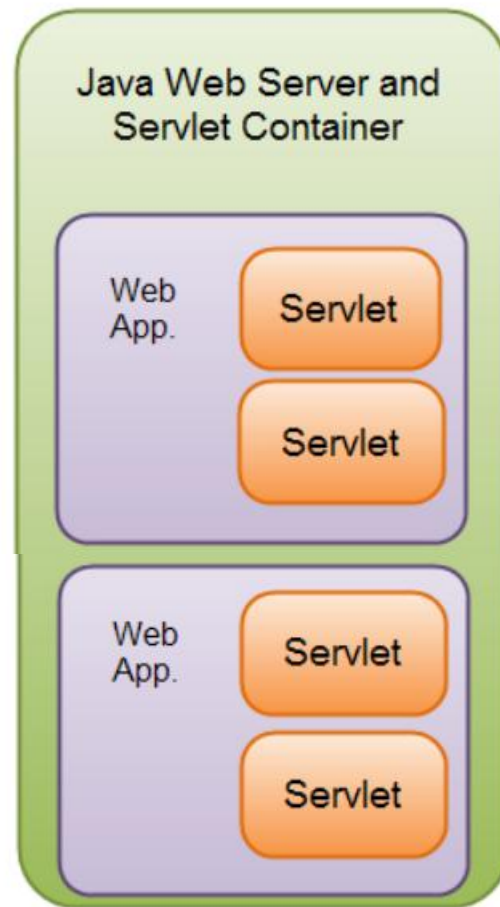 Java Web Server and
Servlet Container
Web
App.
Servlet
Servlet
Web
App.
Servlet
Servlet